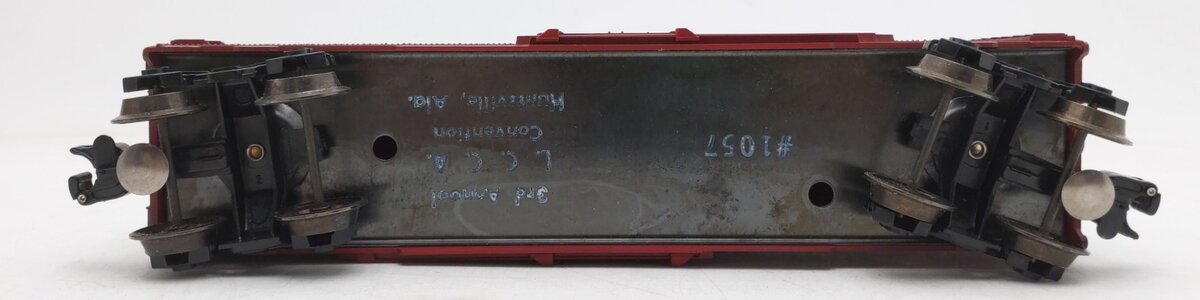 3rd Annual
L. C. C. A.
Convention
Huntsville, Ala.
#1057